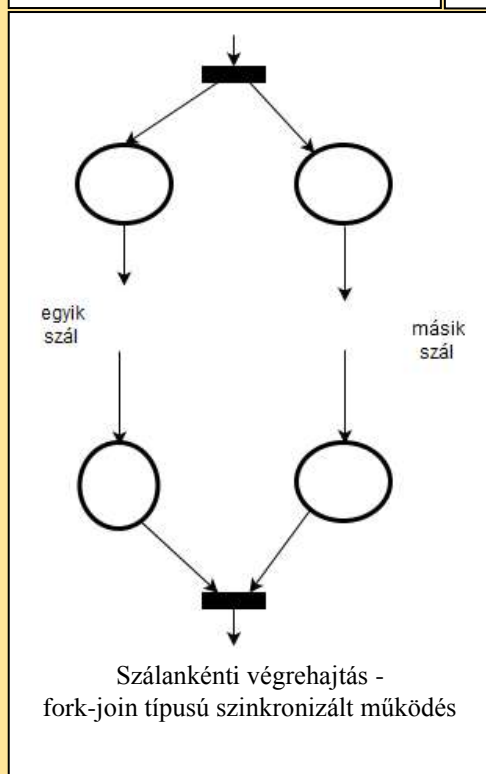 egyik
szál
másik
szál
Szálankénti végrehajtás -
fork-join típusú szinkronizált működés